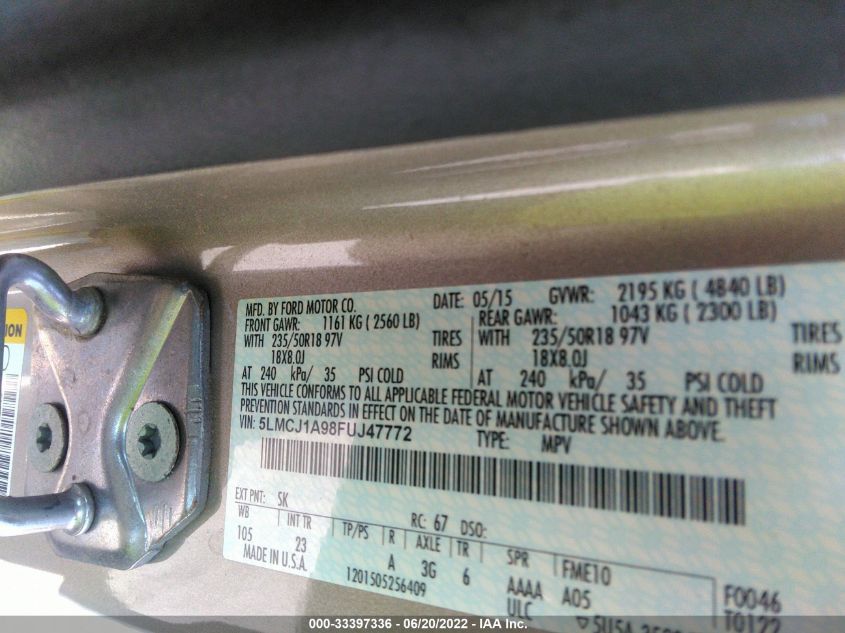 MFD. BY FORD MOTOR CO.
DATE: 05/15 GVWR: 2195 KG ( 4840 LB)
FRONT GAWR: 1161 KG ( 2560 LB)
REAR GAWR: 1043 KG ( 2300 LB)
WITH 235/50R18 97V TIRES
WITH 235/50R18 97V TIRES
18X8.0J RIMS
18X8.0J RIMS
AT 240 kPa/ 35 PSI COLD
AT 240 kPa/ 35 PSI COLD
THIS VEHICLE CONFORMS TO ALL APPLICABLE FEDERAL MOTOR VEHICLE SAFETY AND THEFT
PREVENTION STANDARDS IN EFFECT ON THE DATE OF MANUFACTURE SHOWN ABOVE.
VIN: 5LMCJ1A98FUJ47772
TYPE: MPV
EXT PNT: SK
RC: 67 DSO:
WB INT TR TP/PS R AXLE TR SPR FME10
105 23 A 3G 6 AAAA A05 F0046
MADE IN U.S.A.
1201505256409
ULC
T0122
000-33397336 - 06/20/2022 - IAA Inc.